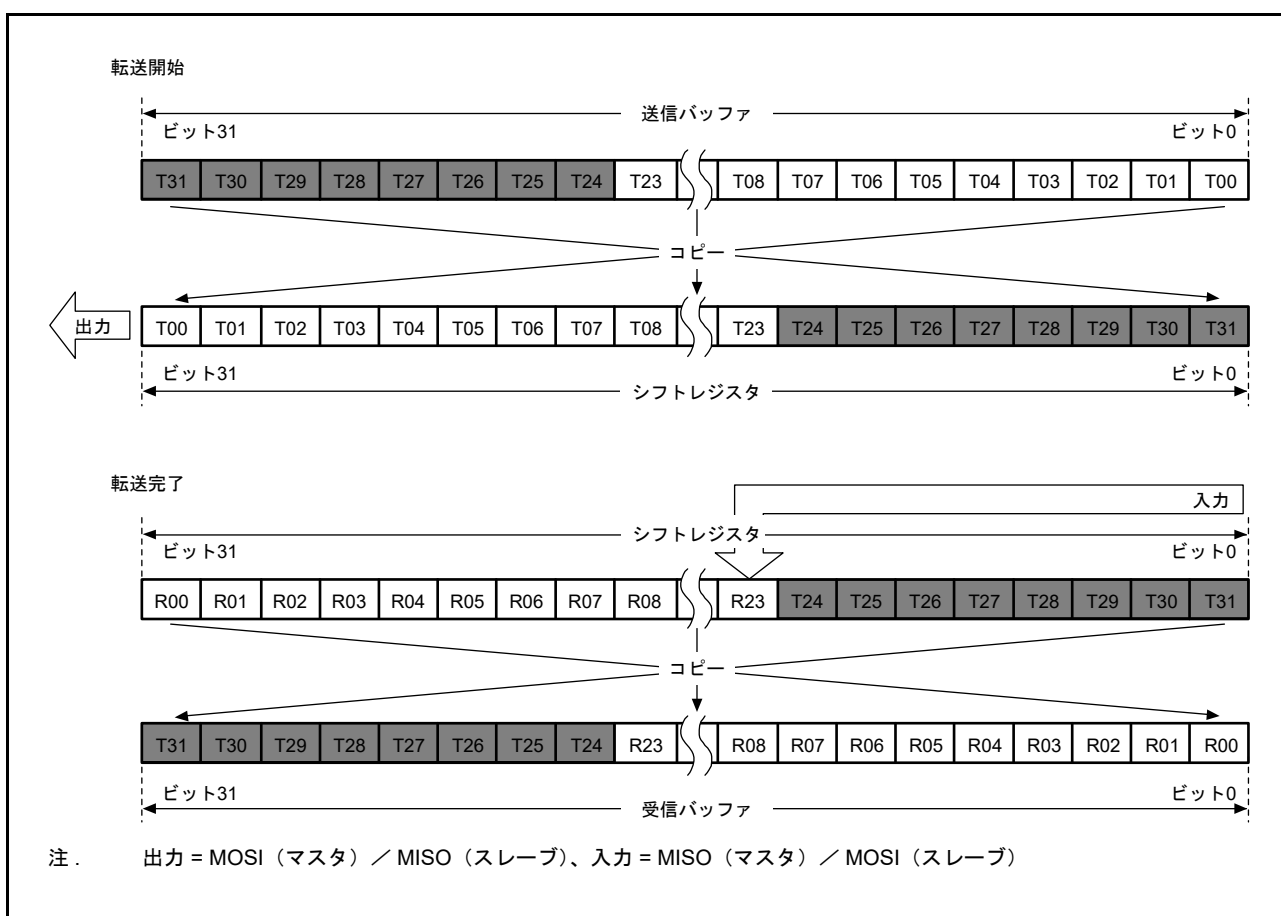 転送開始
送信バッファ
ビット31 ビット0
T31 T30 T29 T28 T27 T26 T25 T24 T23 T08 T07 T06 T05 T04 T03 T02 T01 T00
コピー
出力 T00 T01 T02 T03 T04 T05 T06 T07 T08 T23 T24 T25 T26 T27 T28 T29 T30 T31
ビット31 ビット0
シフトレジスタ
転送完了
入力
シフトレジスタ
ビット31 ビット0
R00 R01 R02 R03 R04 R05 R06 R07 R08 R23 T24 T25 T26 T27 T28 T29 T30 T31
コピー
T31 T30 T29 T28 T27 T26 T25 T24 R23 R08 R07 R06 R05 R04 R03 R02 R01 R00
ビット31 ビット0
受信バッファ
注． 出力 = MOSI（マスタ）／ MISO（スレーブ）、入力 = MISO（マスタ）／ MOSI（スレーブ）